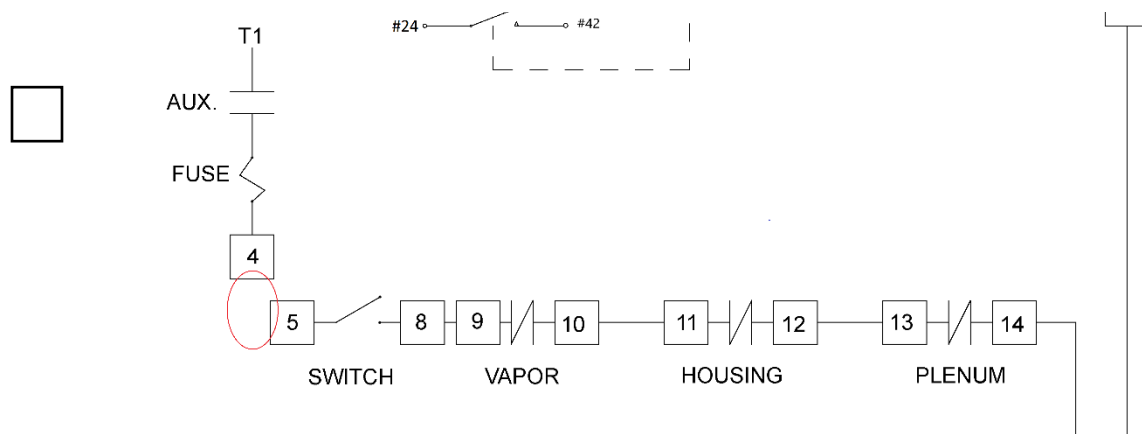 #24 #42
T1
AUX.
FUSE
4
5 8 9 10 11 12 13 14
SWITCH VAPOR HOUSING PLENUM